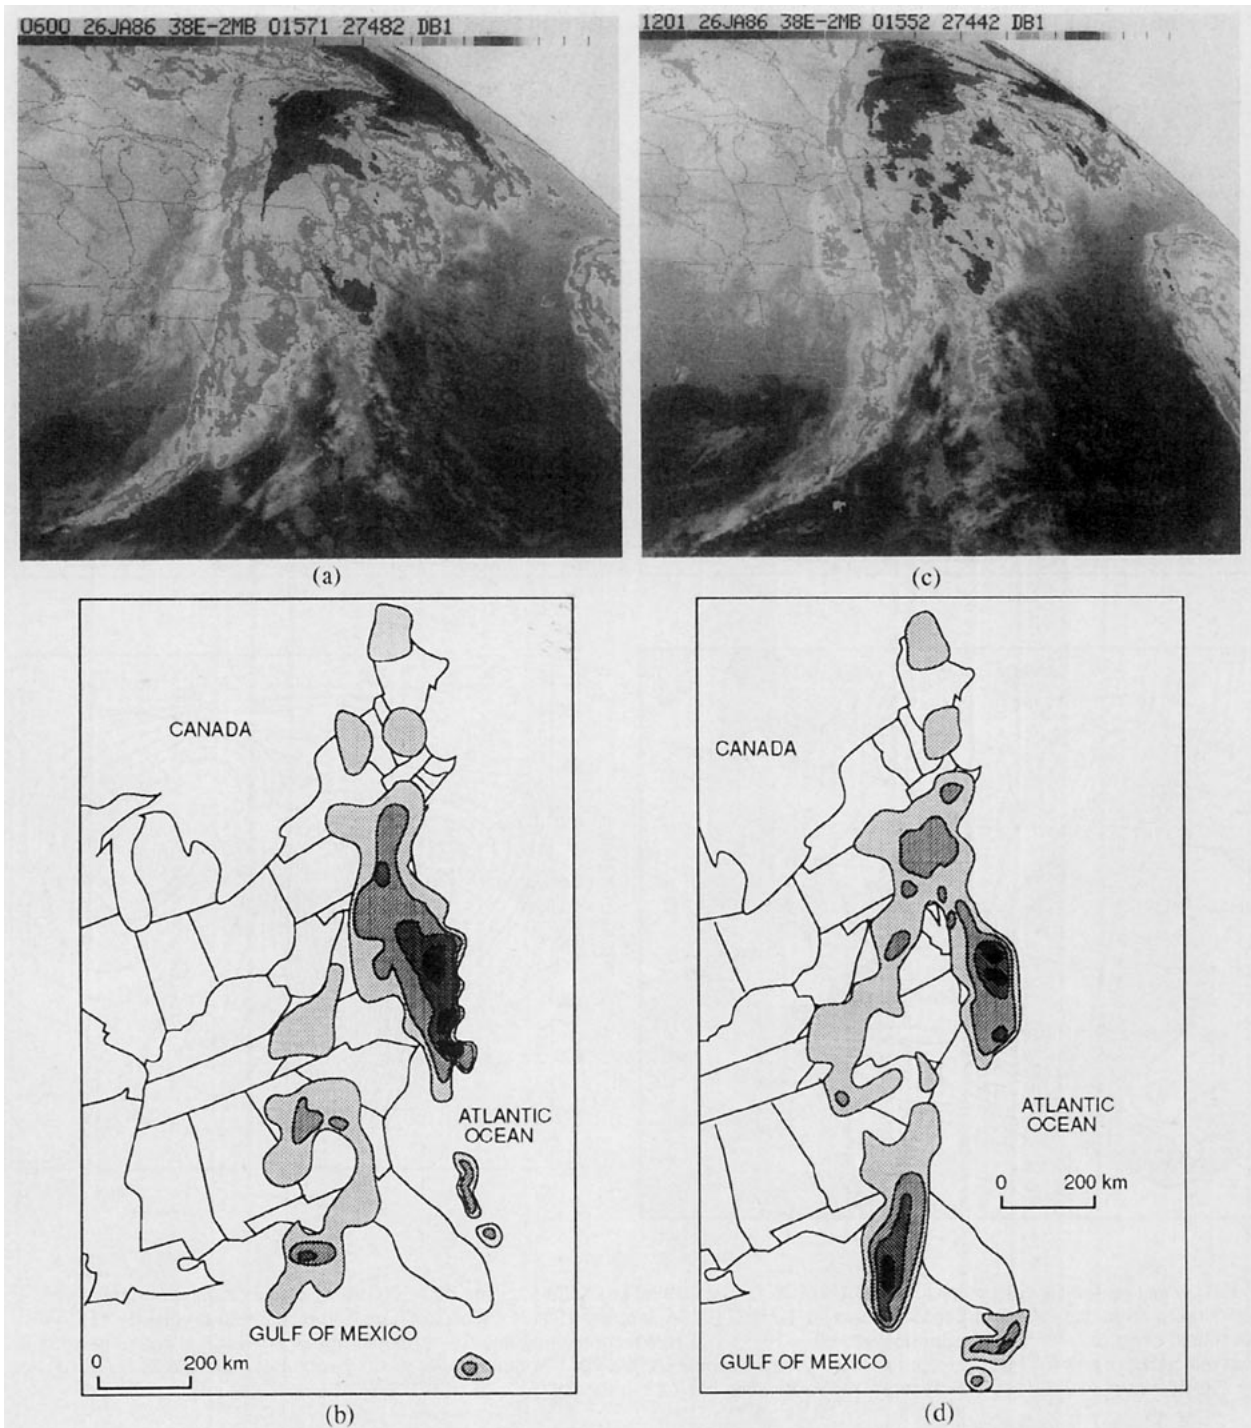 0600 26JA86 38E-2MB 01571 27482 DB1
1201 26JA86 38E-2MB 01552 27442 DB1
(a)
(c)
CANADA
ATLANTIC
OCEAN
GULF OF MEXICO
0 200 km
(b)
CANADA
ATLANTIC
OCEAN
0 200 km
GULF OF MEXICO
(d)